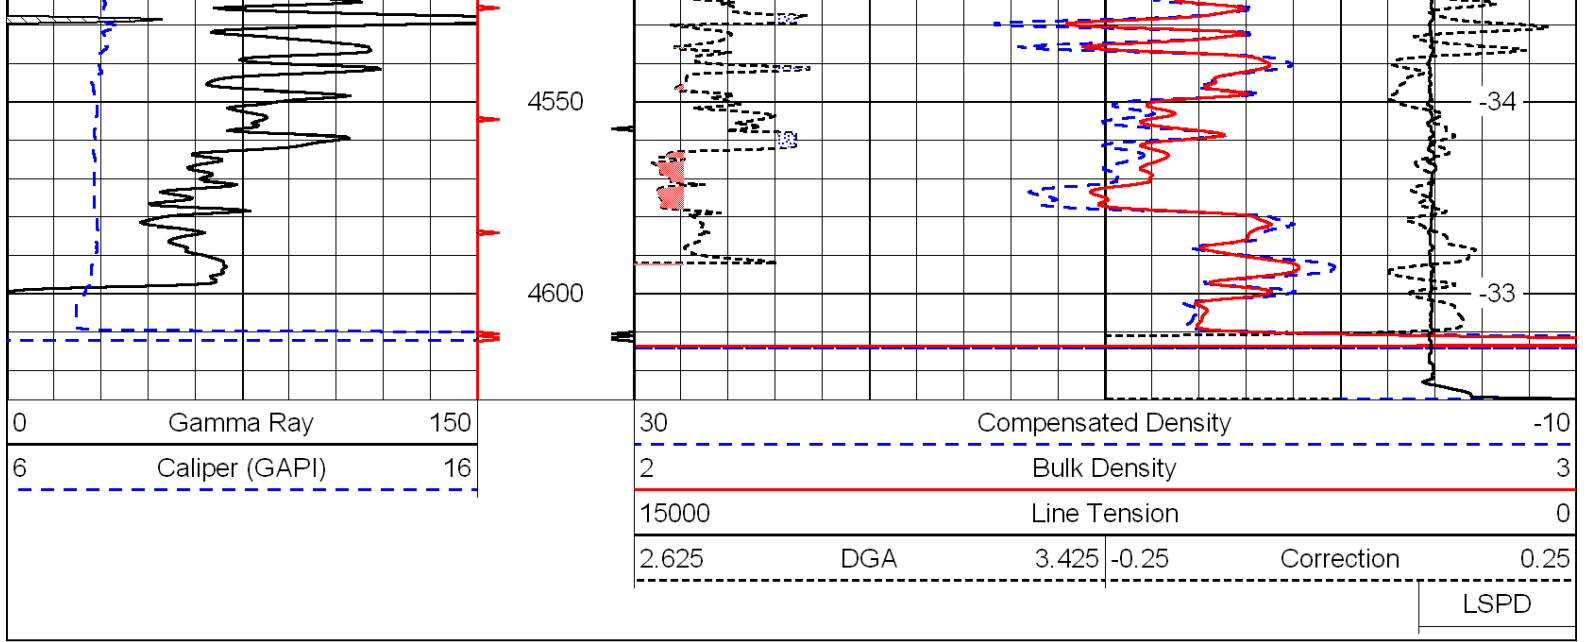 4550
-34
4600
-33
0 Gamma Ray 150
6 Caliper (GAPI) 16
30 Compensated Density -10
2 Bulk Density 3
15000 Line Tension 0
2.625 DGA 3.425 -0.25 Correction 0.25
LSPD